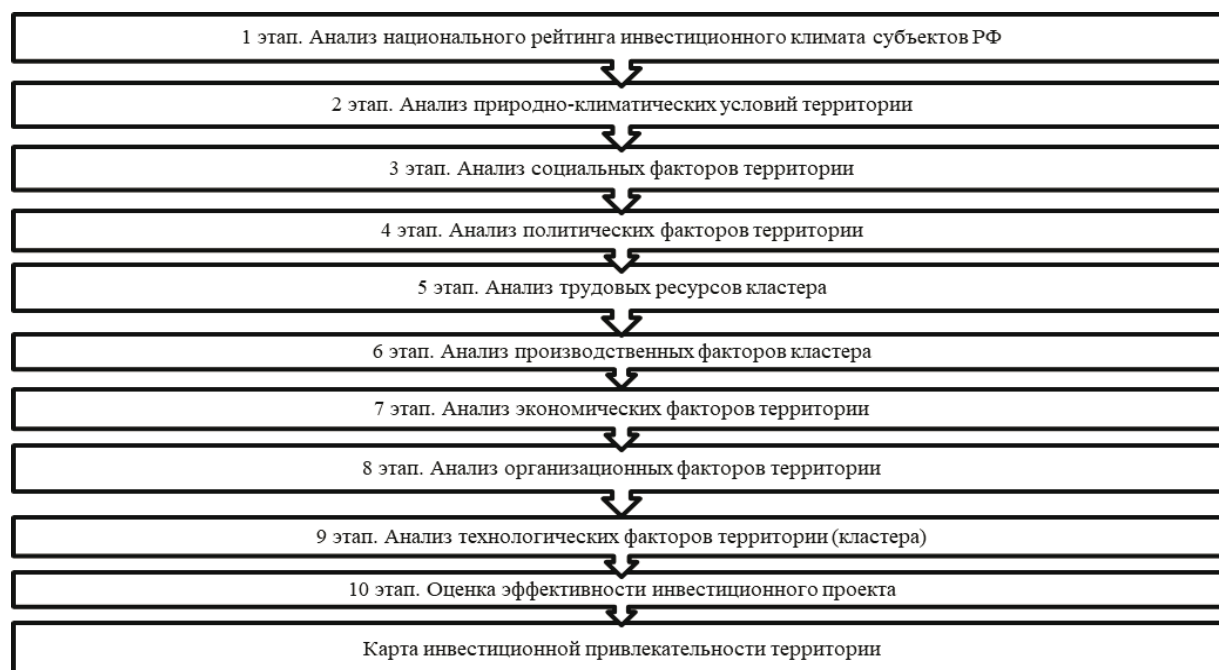 1 этап. Анализ национального рейтинга инвестиционного климата субъектов РФ
2 этап. Анализ природно-климатических условий территории
3 этап. Анализ социальных факторов территории
4 этап. Анализ политических факторов территории
5 этап. Анализ трудовых ресурсов кластера
6 этап. Анализ производственных факторов кластера
7 этап. Анализ экономических факторов территории
8 этап. Анализ организационных факторов территории
9 этап. Анализ технологических факторов территории (кластера)
10 этап. Оценка эффективности инвестиционного проекта
Карта инвестиционной привлекательности территории